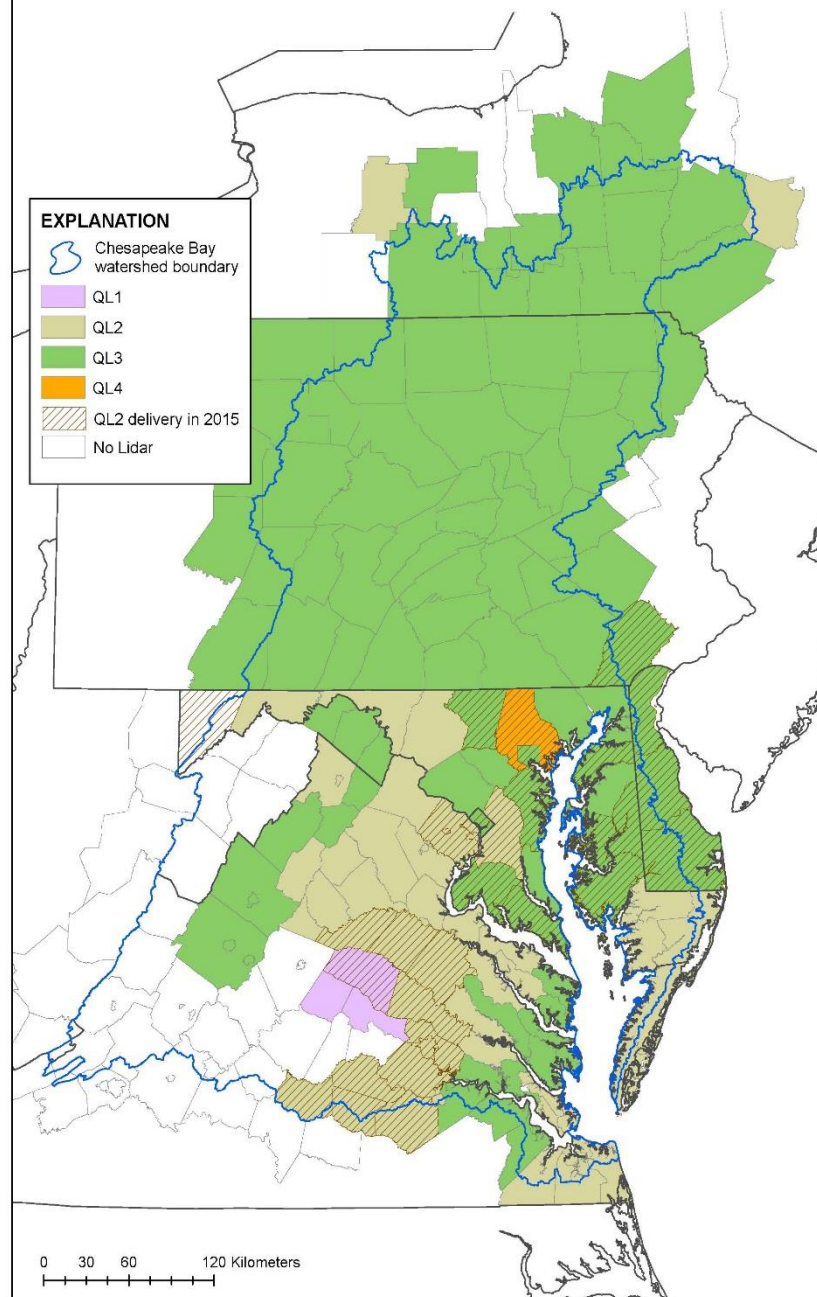 EXPLANATION
Chesapeake Bay
watershed boundary
QL1
QL2
QL3
QL4
QL2 delivery in 2015
No Lidar
0 30 60 120 Kilometers